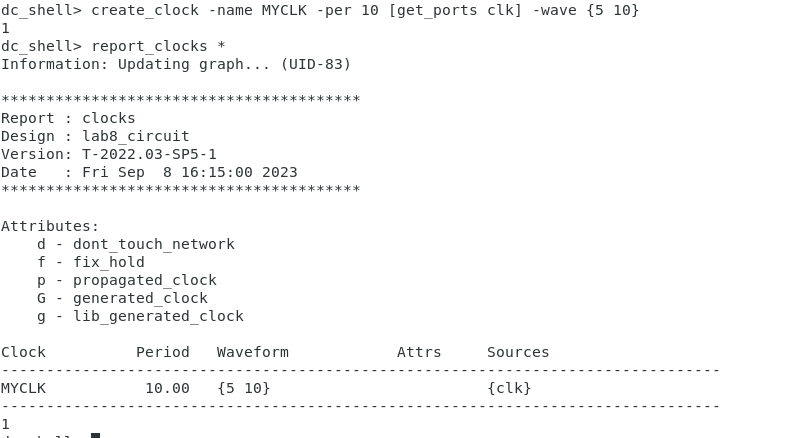 dc_shell> create_clock -name MYCLK -per 10 [get_ports clk] -wave {5 10}
1
dc_shell> report_clocks *
Information: Updating graph... (UID-83)
****************************************
Report : clocks
Design : lab8_circuit
Version: T-2022.03-SP5-1
Date   : Fri Sep  8 16:15:00 2023
****************************************
Attributes:
    d - dont_touch_network
    f - fix_hold
    p - propagated_clock
    G - generated_clock
    g - lib_generated_clock
Clock          Period   Waveform            Attrs     Sources
--------------------------------------------------------------------------------
MYCLK           10.00   {5 10}                        {clk}
--------------------------------------------------------------------------------
1